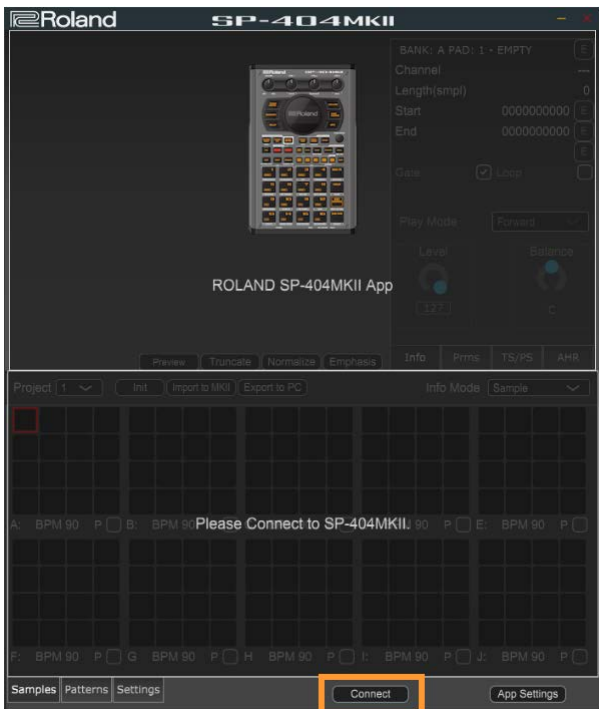 Roland SP-404MKII
BANK: A PAD: 1 - EMPTY E
Channel ---
Length(smpl) 0
Start 0000000000 E
End 0000000000 E
E
Gate Loop
Play Mode Forward
Level Balance
127 C
ROLAND SP-404MKII App
Preview Truncate Normalize Emphasis
Info Prms TS/PS AHR
Project 1 Init Import to MKII Export to PC Info Mode Sample
A: BPM 90 P B: BPM 90 P E: BPM 90 P
Please Connect to SP-404MKII.
F: BPM 90 P G BPM 90 P H BPM 90 P I: BPM 90 P J: BPM 90 P
Samples Patterns Settings Connect App Settings